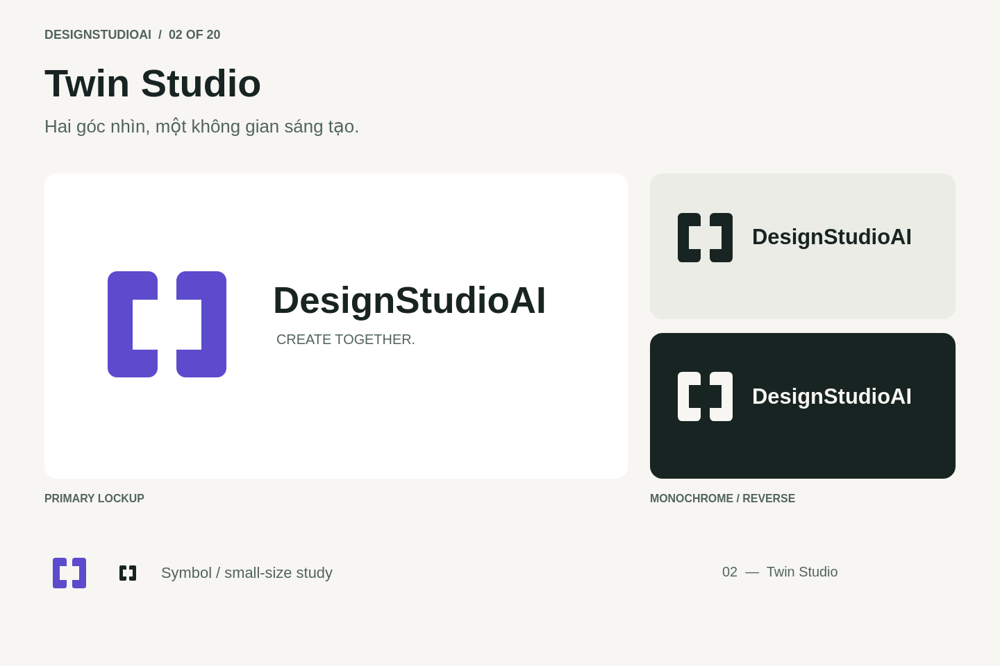 DESIGNSTUDIOAI / 02 OF 20
Twin Studio
Hai góc nhìn, một không gian sáng tạo.
DesignStudioAI
CREATE TOGETHER.
DesignStudioAI
DesignStudioAI
PRIMARY LOCKUP
MONOCHROME / REVERSE
Symbol / small-size study
02 — Twin Studio